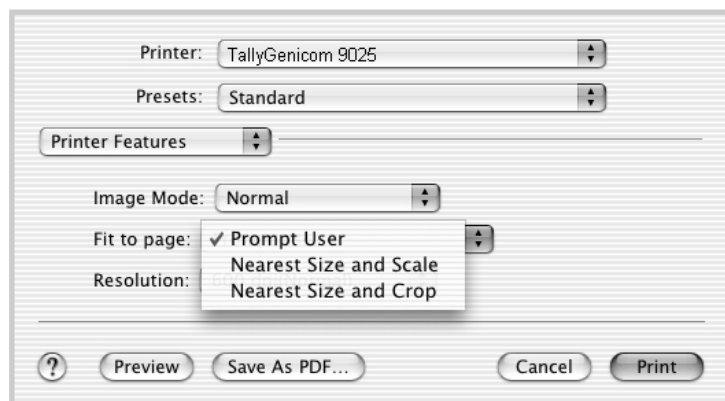 Printer: TallyGenicom 9025
Presets: Standard
Printer Features
Image Mode: Normal
Fit to page: ✓ Prompt User
Nearest Size and Scale
Resolution:
Nearest Size and Crop
? Preview Save As PDF... Cancel Print